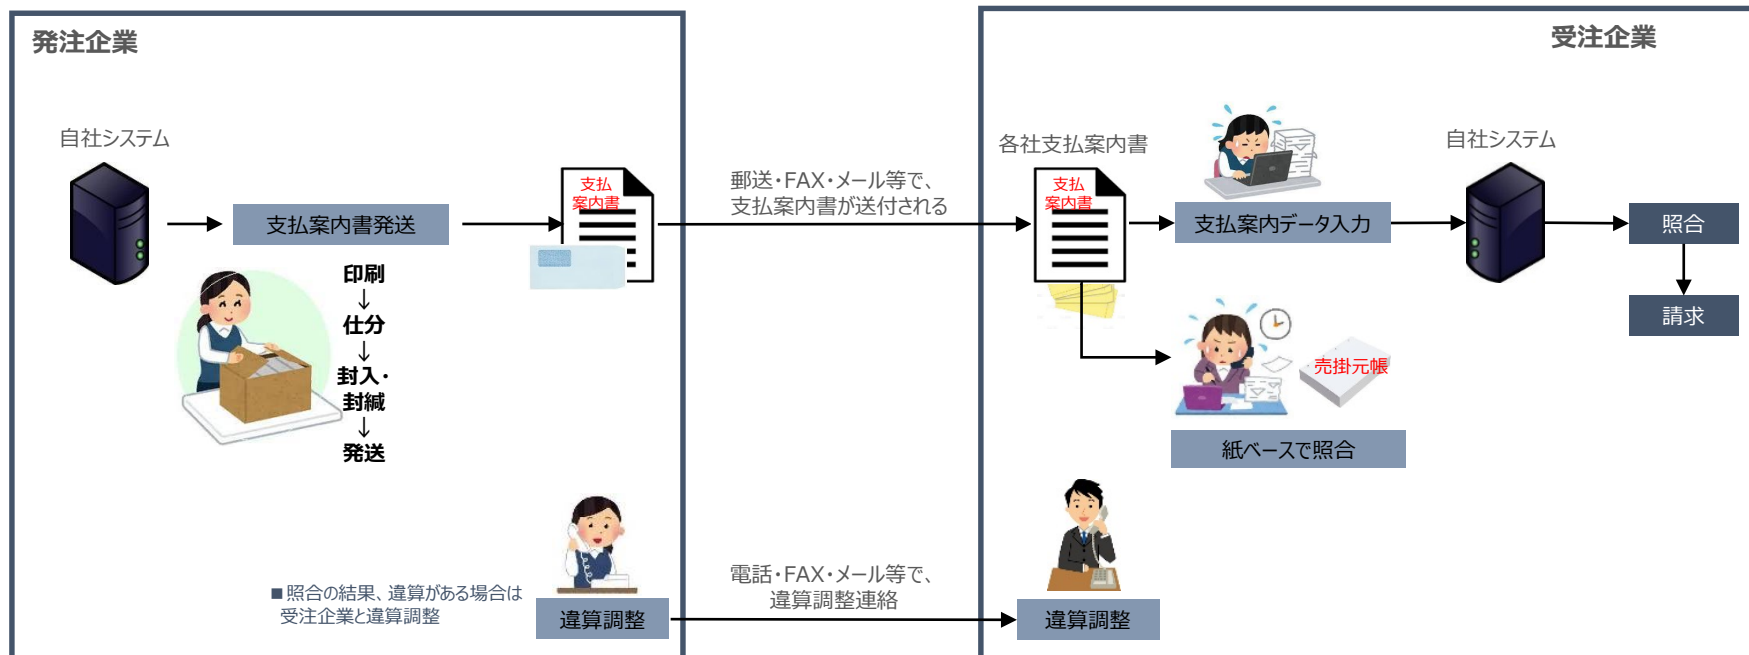 発注企業
自社システム
支払案内書発送
印刷
↓
仕分
↓
封入・
封緘
↓
発送
支払
案内書
郵送・FAX・メール等で、
支払案内書が送付される
受注企業
各社支払案内書
支払
案内書
支払案内データ入力
自社システム
照合
請求
売掛元帳
紙ベースで照合
■照合の結果、違算がある場合は
受注企業と違算調整
違算調整
電話・FAX・メール等で、
違算調整連絡
違算調整